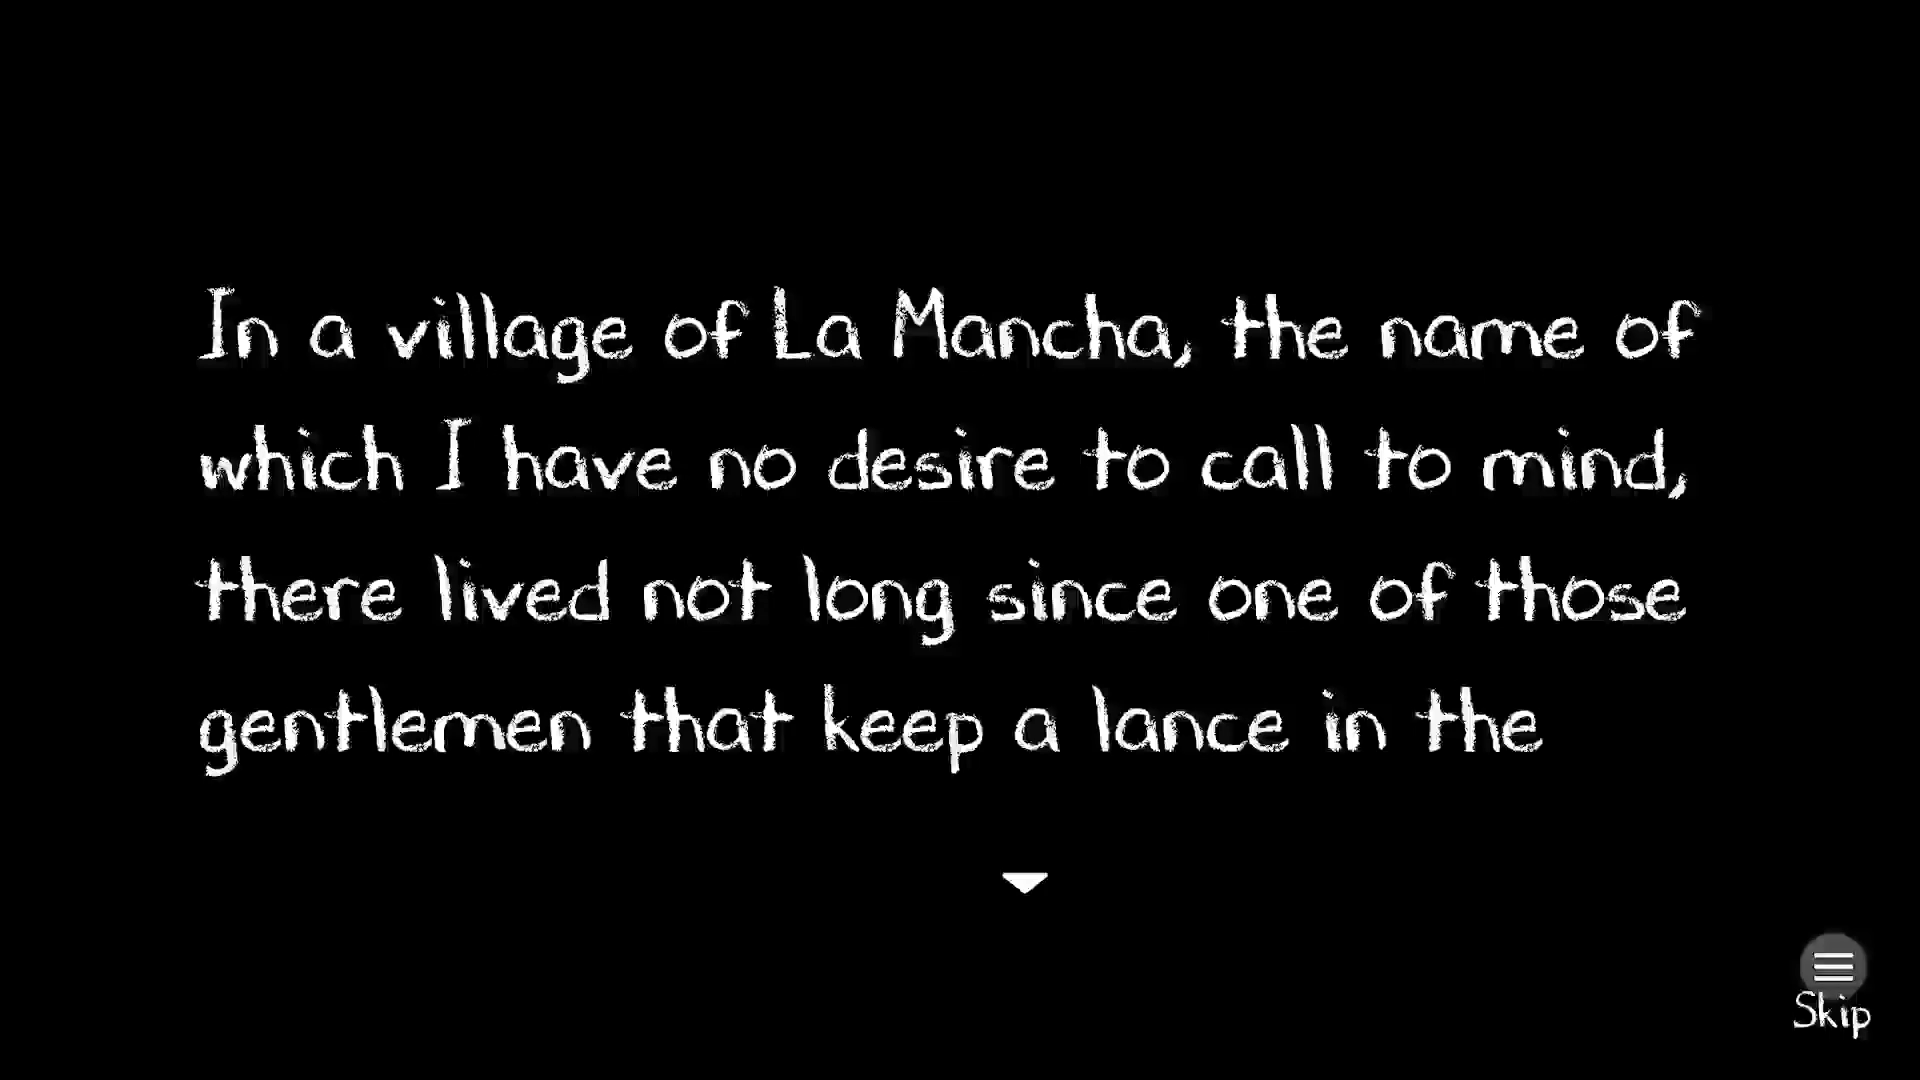 In a village of La Mancha, the name of
which I have no desire to call to mind,
there lived not long since one of those
gentlemen that keep a lance in the
Skip